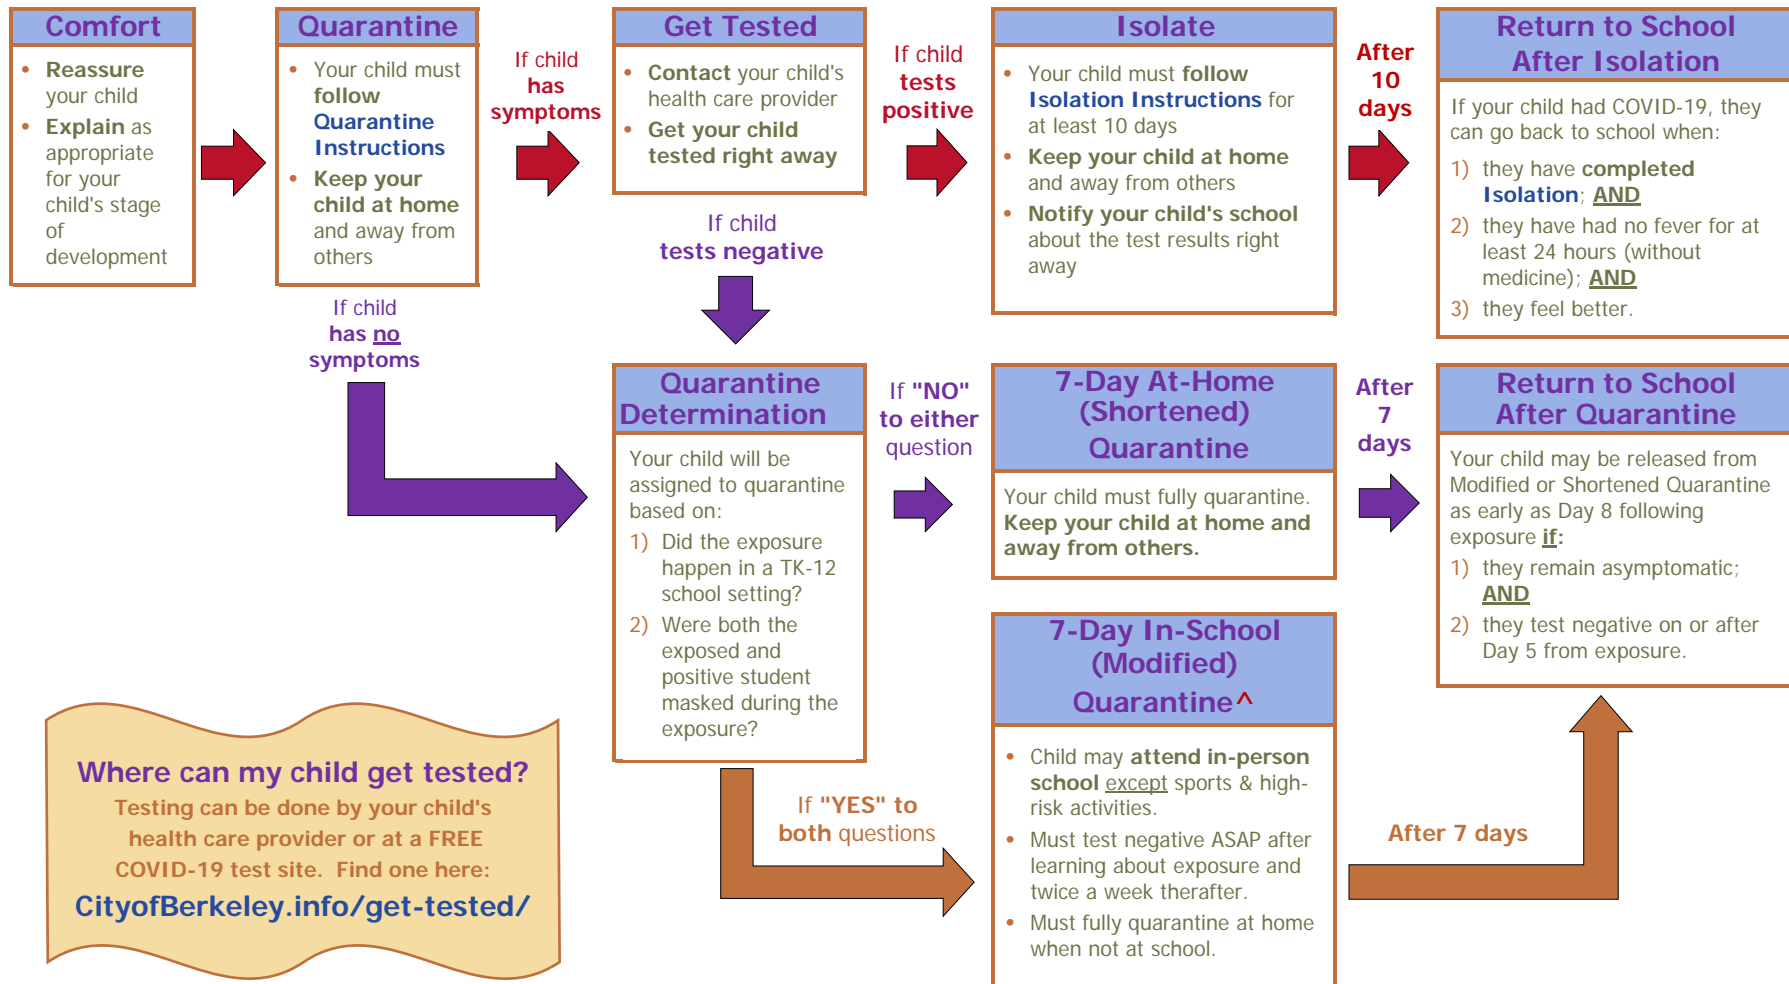 Comfort
• Reassure
your child
• Explain as
appropriate
for your
child's stage
of
development
Quarantine
• Your child must
follow
Quarantine
Instructions
• Keep your
child at home
and away from
others
If child
has
symptoms
Get Tested
• Contact your child's
health care provider
• Get your child
tested right away
If child
tests
positive
Isolate
• Your child must follow
Isolation Instructions for
at least 10 days
• Keep your child at home
and away from others
• Notify your child's school
about the test results right
away
After
10
days
Return to School
After Isolation
If your child had COVID-19, they
can go back to school when:
1) they have completed
Isolation; AND
2) they have had no fever for at
least 24 hours (without
medicine); AND
3) they feel better.
If child
has no
symptoms
If child
tests negative
Quarantine
Determination
Your child will be
assigned to quarantine
based on:
1) Did the exposure
happen in a TK-12
school setting?
2) Were both the
exposed and
positive student
masked during the
exposure?
If "NO"
to either
question
7-Day At-Home
(Shortened)
Quarantine
Your child must fully quarantine.
Keep your child at home and
away from others.
After
7
days
Return to School
After Quarantine
Your child may be released from
Modified or Shortened Quarantine
as early as Day 8 following
exposure if:
1) they remain asymptomatic;
AND
2) they test negative on or after
Day 5 from exposure.
If "YES" to
both questions
7-Day In-School
(Modified)
Quarantine^
• Child may attend in-person
school except sports & high-
risk activities.
• Must test negative ASAP after
learning about exposure and
twice a week therafter.
• Must fully quarantine at home
when not at school.
After 7 days
Where can my child get tested?
Testing can be done by your child's
health care provider or at a FREE
COVID-19 test site. Find one here:
CityofBerkeley.info/get-tested/